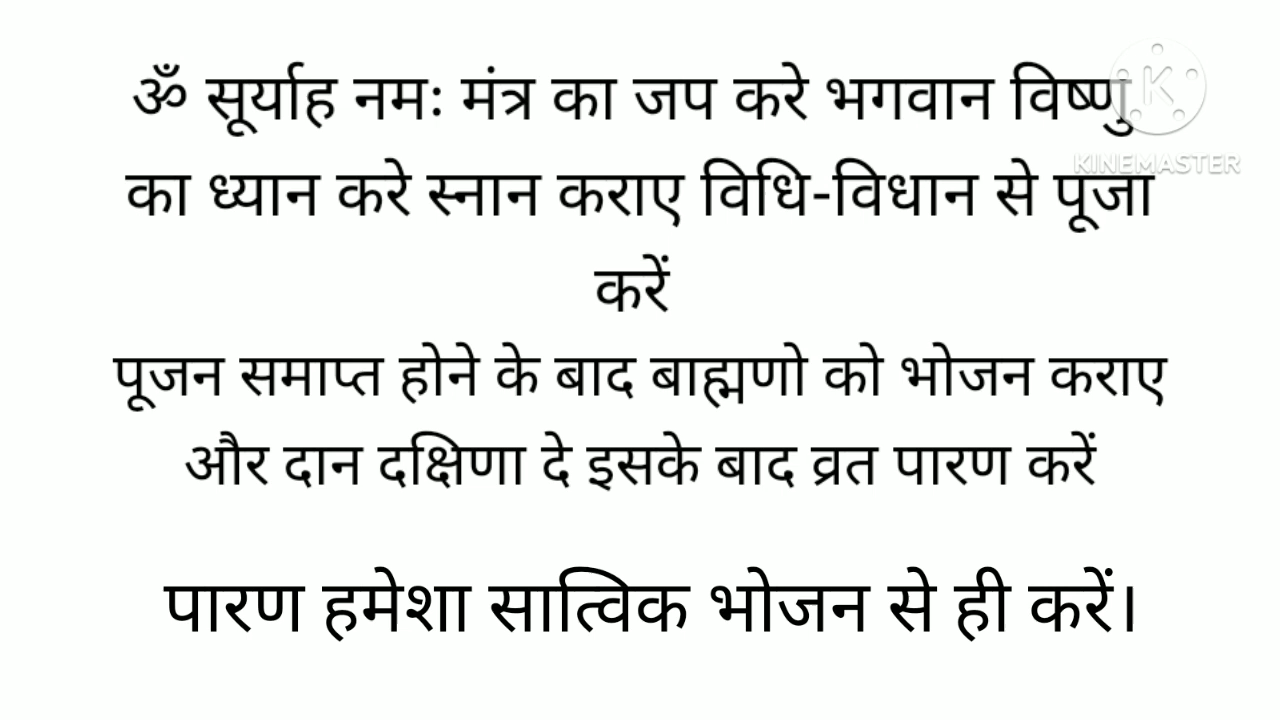 ॐ सूर्याह नमः मंत्र का जप करे भगवान विष्णु
KINEMASTER
का ध्यान करे स्नान कराए विधि-विधान से पूजा
करें
पूजन समाप्त होने के बाद बाह्मणो को भोजन कराए
और दान दक्षिणा दे इसके बाद व्रत पारण करें
पारण हमेशा सात्विक भोजन से ही करें।